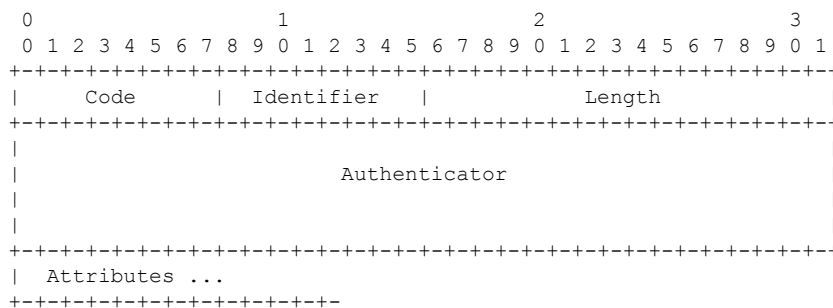 0                   1                   2                   3
 0 1 2 3 4 5 6 7 8 9 0 1 2 3 4 5 6 7 8 9 0 1 2 3 4 5 6 7 8 9 0 1
+-+-+-+-+-+-+-+-+-+-+-+-+-+-+-+-+-+-+-+-+-+-+-+-+-+-+-+-+-+-+-+-+
|     Code      |  Identifier   |            Length             |
+-+-+-+-+-+-+-+-+-+-+-+-+-+-+-+-+-+-+-+-+-+-+-+-+-+-+-+-+-+-+-+-+
|                                                               |
|                         Authenticator                         |
|                                                               |
|                                                               |
+-+-+-+-+-+-+-+-+-+-+-+-+-+-+-+-+-+-+-+-+-+-+-+-+-+-+-+-+-+-+-+-+
|  Attributes ...
+-+-+-+-+-+-+-+-+-+-+-+-+-